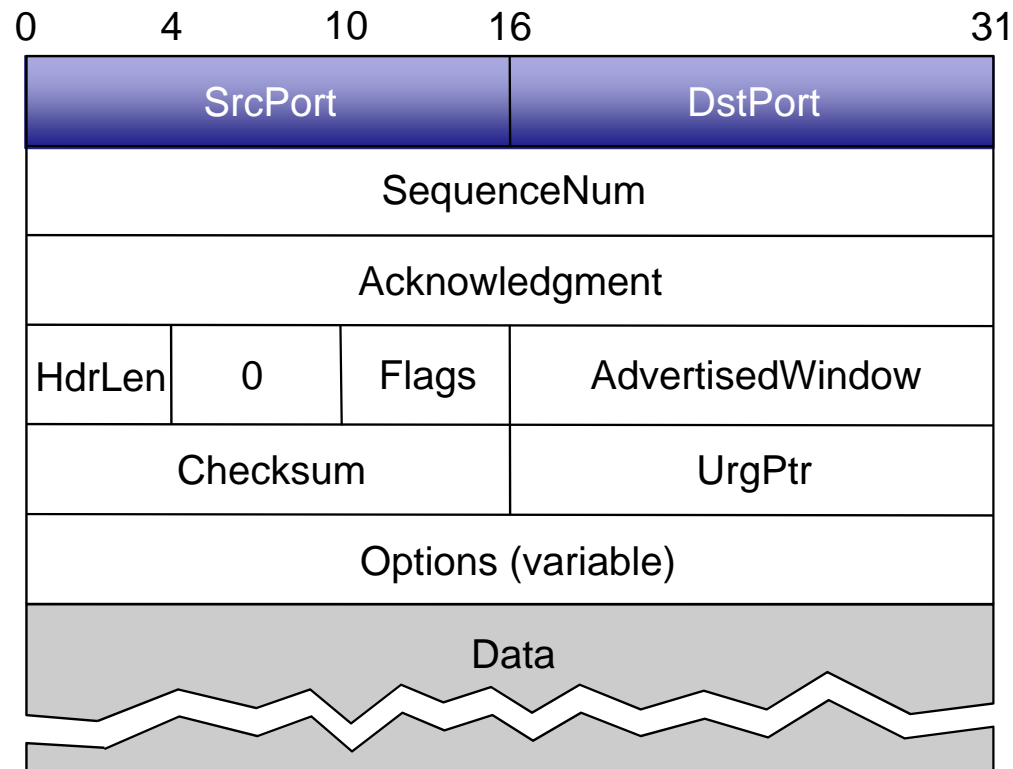 0 4 10 16 31
SrcPort DstPort
SequenceNum
Acknowledgment
HdrLen 0 Flags AdvertisedWindow
Checksum UrgPtr
Options (variable)
Data